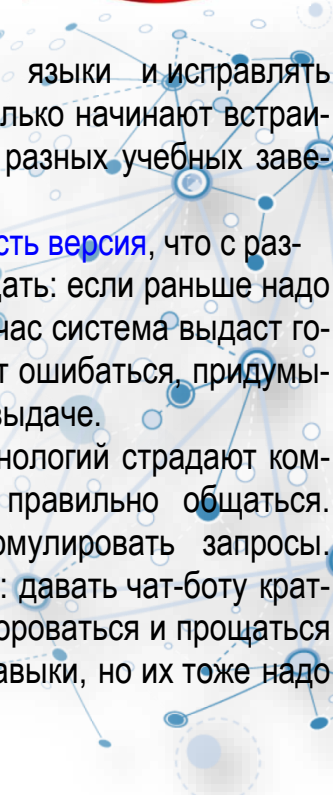 языки и исправлять
лько начинают встраи-
разных учебных заве-
сть версия, что с раз-
дать: если раньше надо
час система выдаст го-
т ошибаться, придумы-
выдаче.
нологий страдают ком-
правильно общаться.
омулировать запросы.
: давать чат-боту крат-
ороваться и прощаться
авыки, но их тоже надо